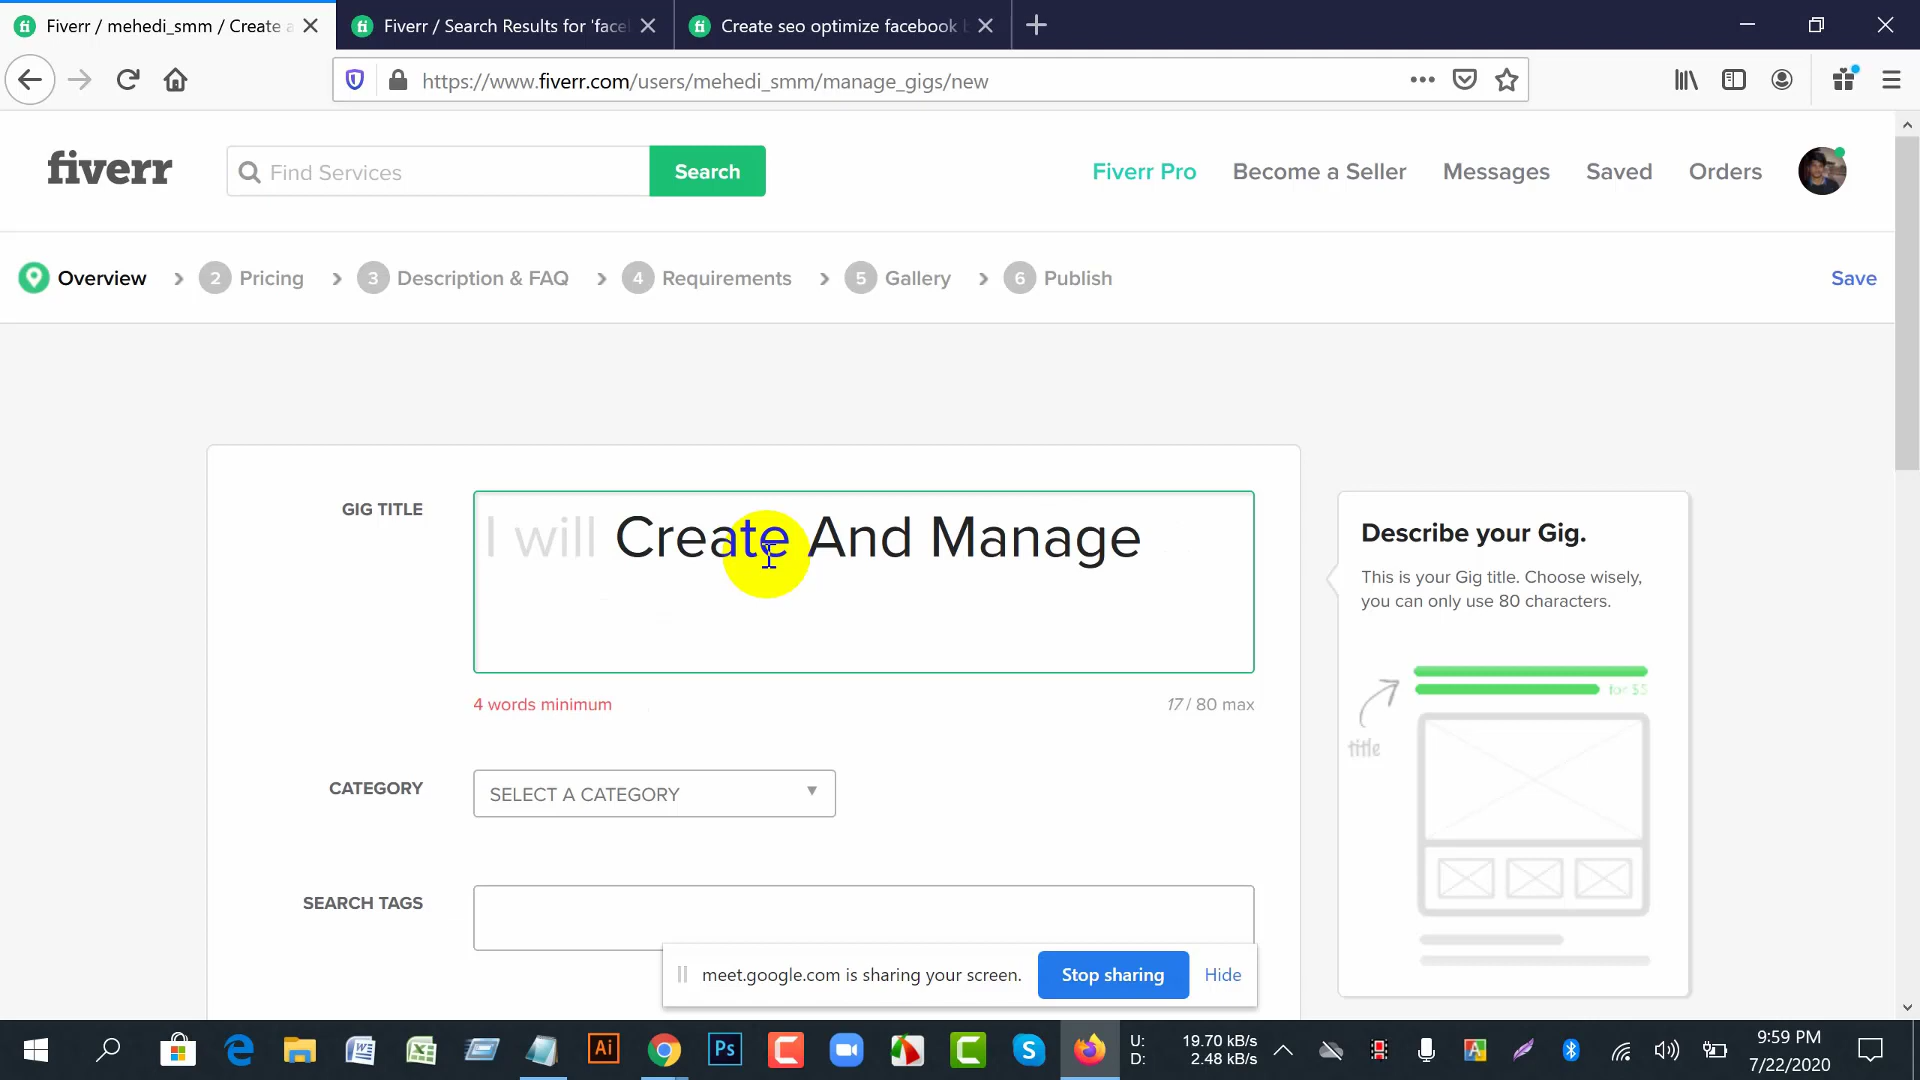 Fiverr / mehedi_smm / Create a
Fiverr / Search Results for 'face
Create seo optimize facebook b
https://www.fiverr.com/users/mehedi_smm/manage_gigs/new
fiverr
Find Services
Search
Fiverr Pro
Become a Seller
Messages
Saved
Orders
Overview
2 Pricing
3 Description & FAQ
4 Requirements
5 Gallery
6 Publish
Save
GIG TITLE
I will Create And Manage
4 words minimum
17 / 80 max
Describe your Gig.
This is your Gig title. Choose wisely,
you can only use 80 characters.
for $5
title
CATEGORY
SELECT A CATEGORY
SEARCH TAGS
meet.google.com is sharing your screen.
Stop sharing
Hide
U: 19.70 kB/s
D: 2.48 kB/s
9:59 PM
7/22/2020